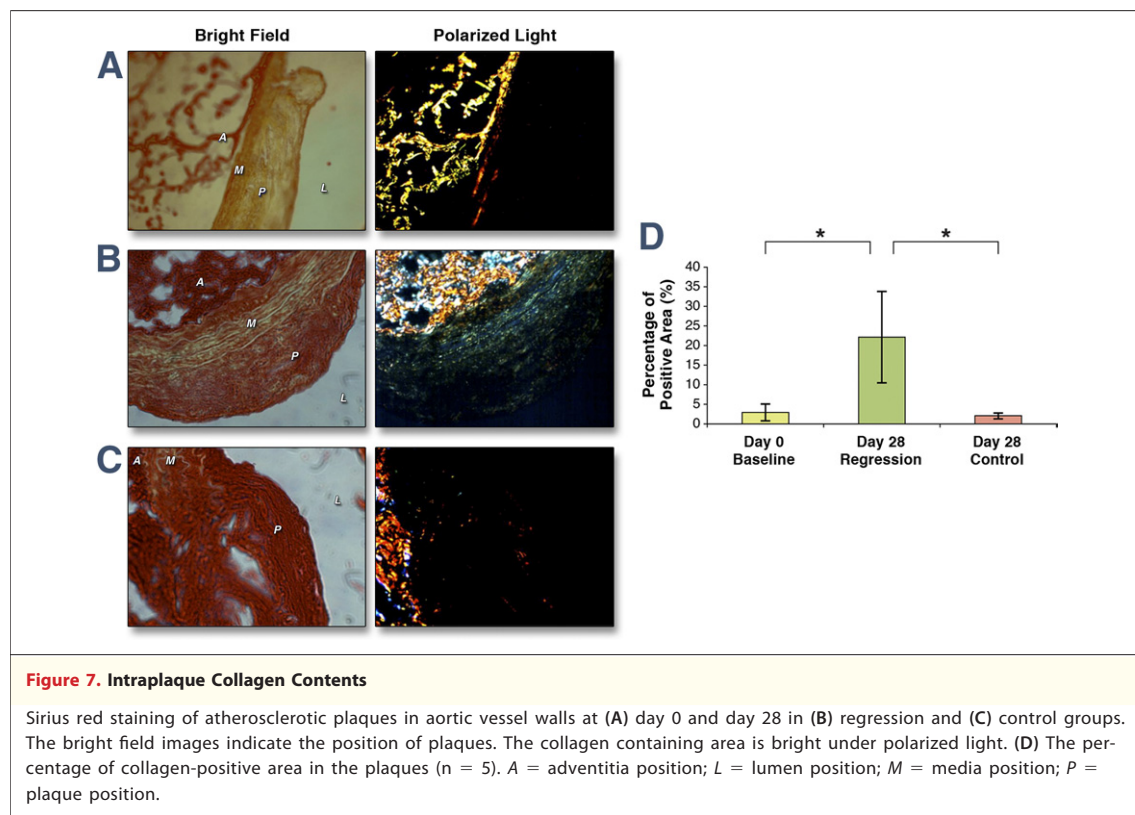 Bright Field
Polarized Light
A
A
M
P
L
B
A
M
P
L
C
A
M
P
L
D
*
*
Percentage of
Positive Area (%)
40
35
30
25
20
15
10
5
0
Day 0
Baseline
Day 28
Regression
Day 28
Control
Figure 7. Intraplaque Collagen Contents
Sirius red staining of atherosclerotic plaques in aortic vessel walls at (A) day 0 and day 28 in (B) regression and (C) control groups.
The bright field images indicate the position of plaques. The collagen containing area is bright under polarized light. (D) The per-
centage of collagen-positive area in the plaques (n = 5). A = adventitia position; L = lumen position; M = media position; P =
plaque position.